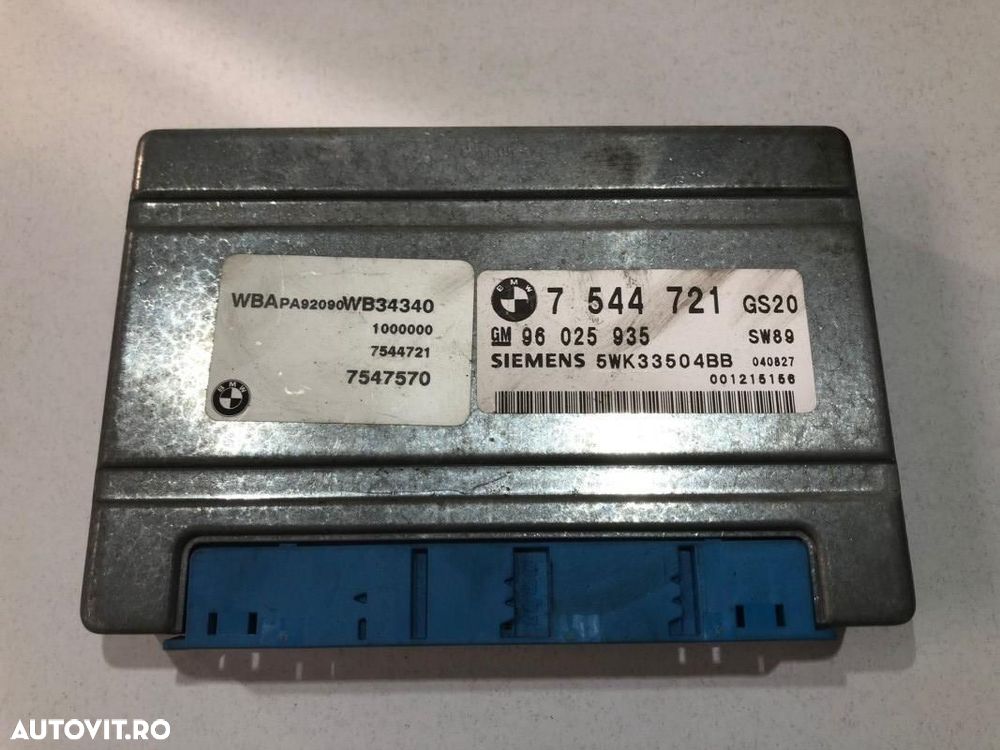 WBAPA92090WB34340
1000000
7544721
7547570
BMW
BMW 7 544 721 GS20
GM 96 025 935 SW89
SIEMENS 5WK33504BB 040827
001215156
AUTOVIT.RO